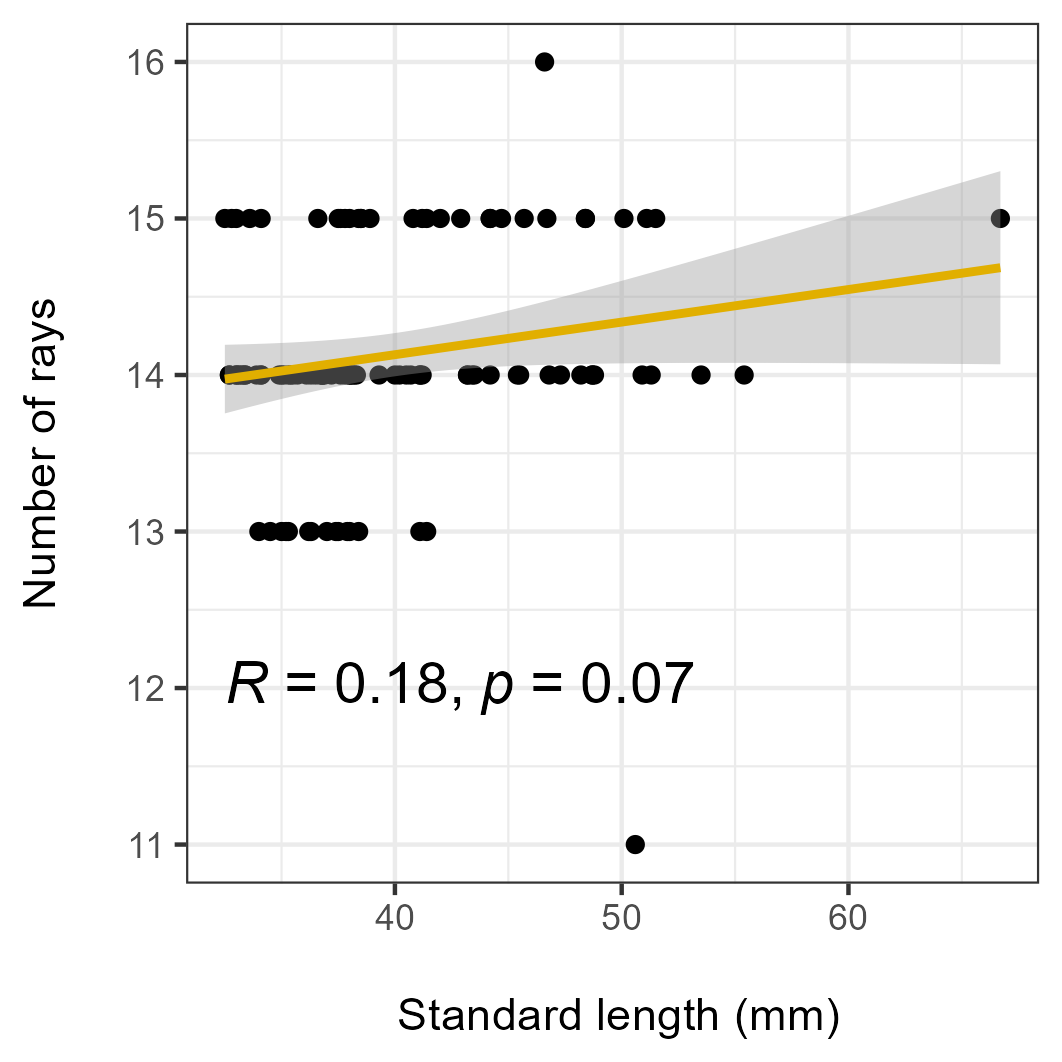 16
15
14
13
12
11
Number of rays
R = 0.18, p = 0.07
40 50 60
Standard length (mm)